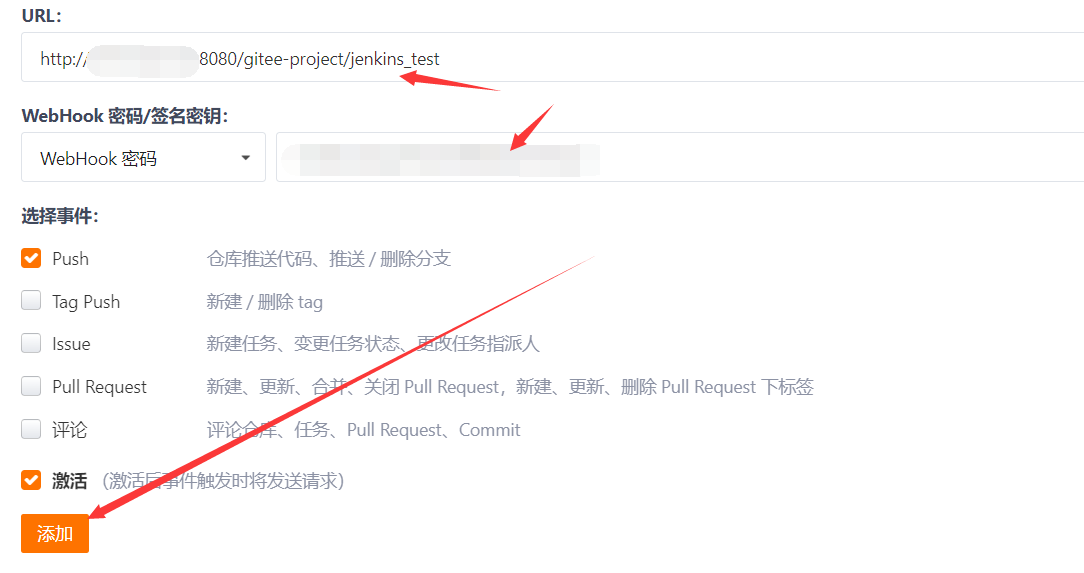 URL:
http:// 8080/gitee-project/jenkins_test
WebHook 密码/签名密钥:
WebHook 密码
选择事件:
Push 仓库推送代码、推送 / 删除分支
Tag Push 新建 / 删除 tag
Issue 新建任务、变更任务状态、更改任务指派人
Pull Request 新建、更新、合并、关闭 Pull Request，新建、更新、删除 Pull Request 下标签
评论 评论仓库、任务、Pull Request、Commit
激活 （激活后事件触发时将发送请求）
添加